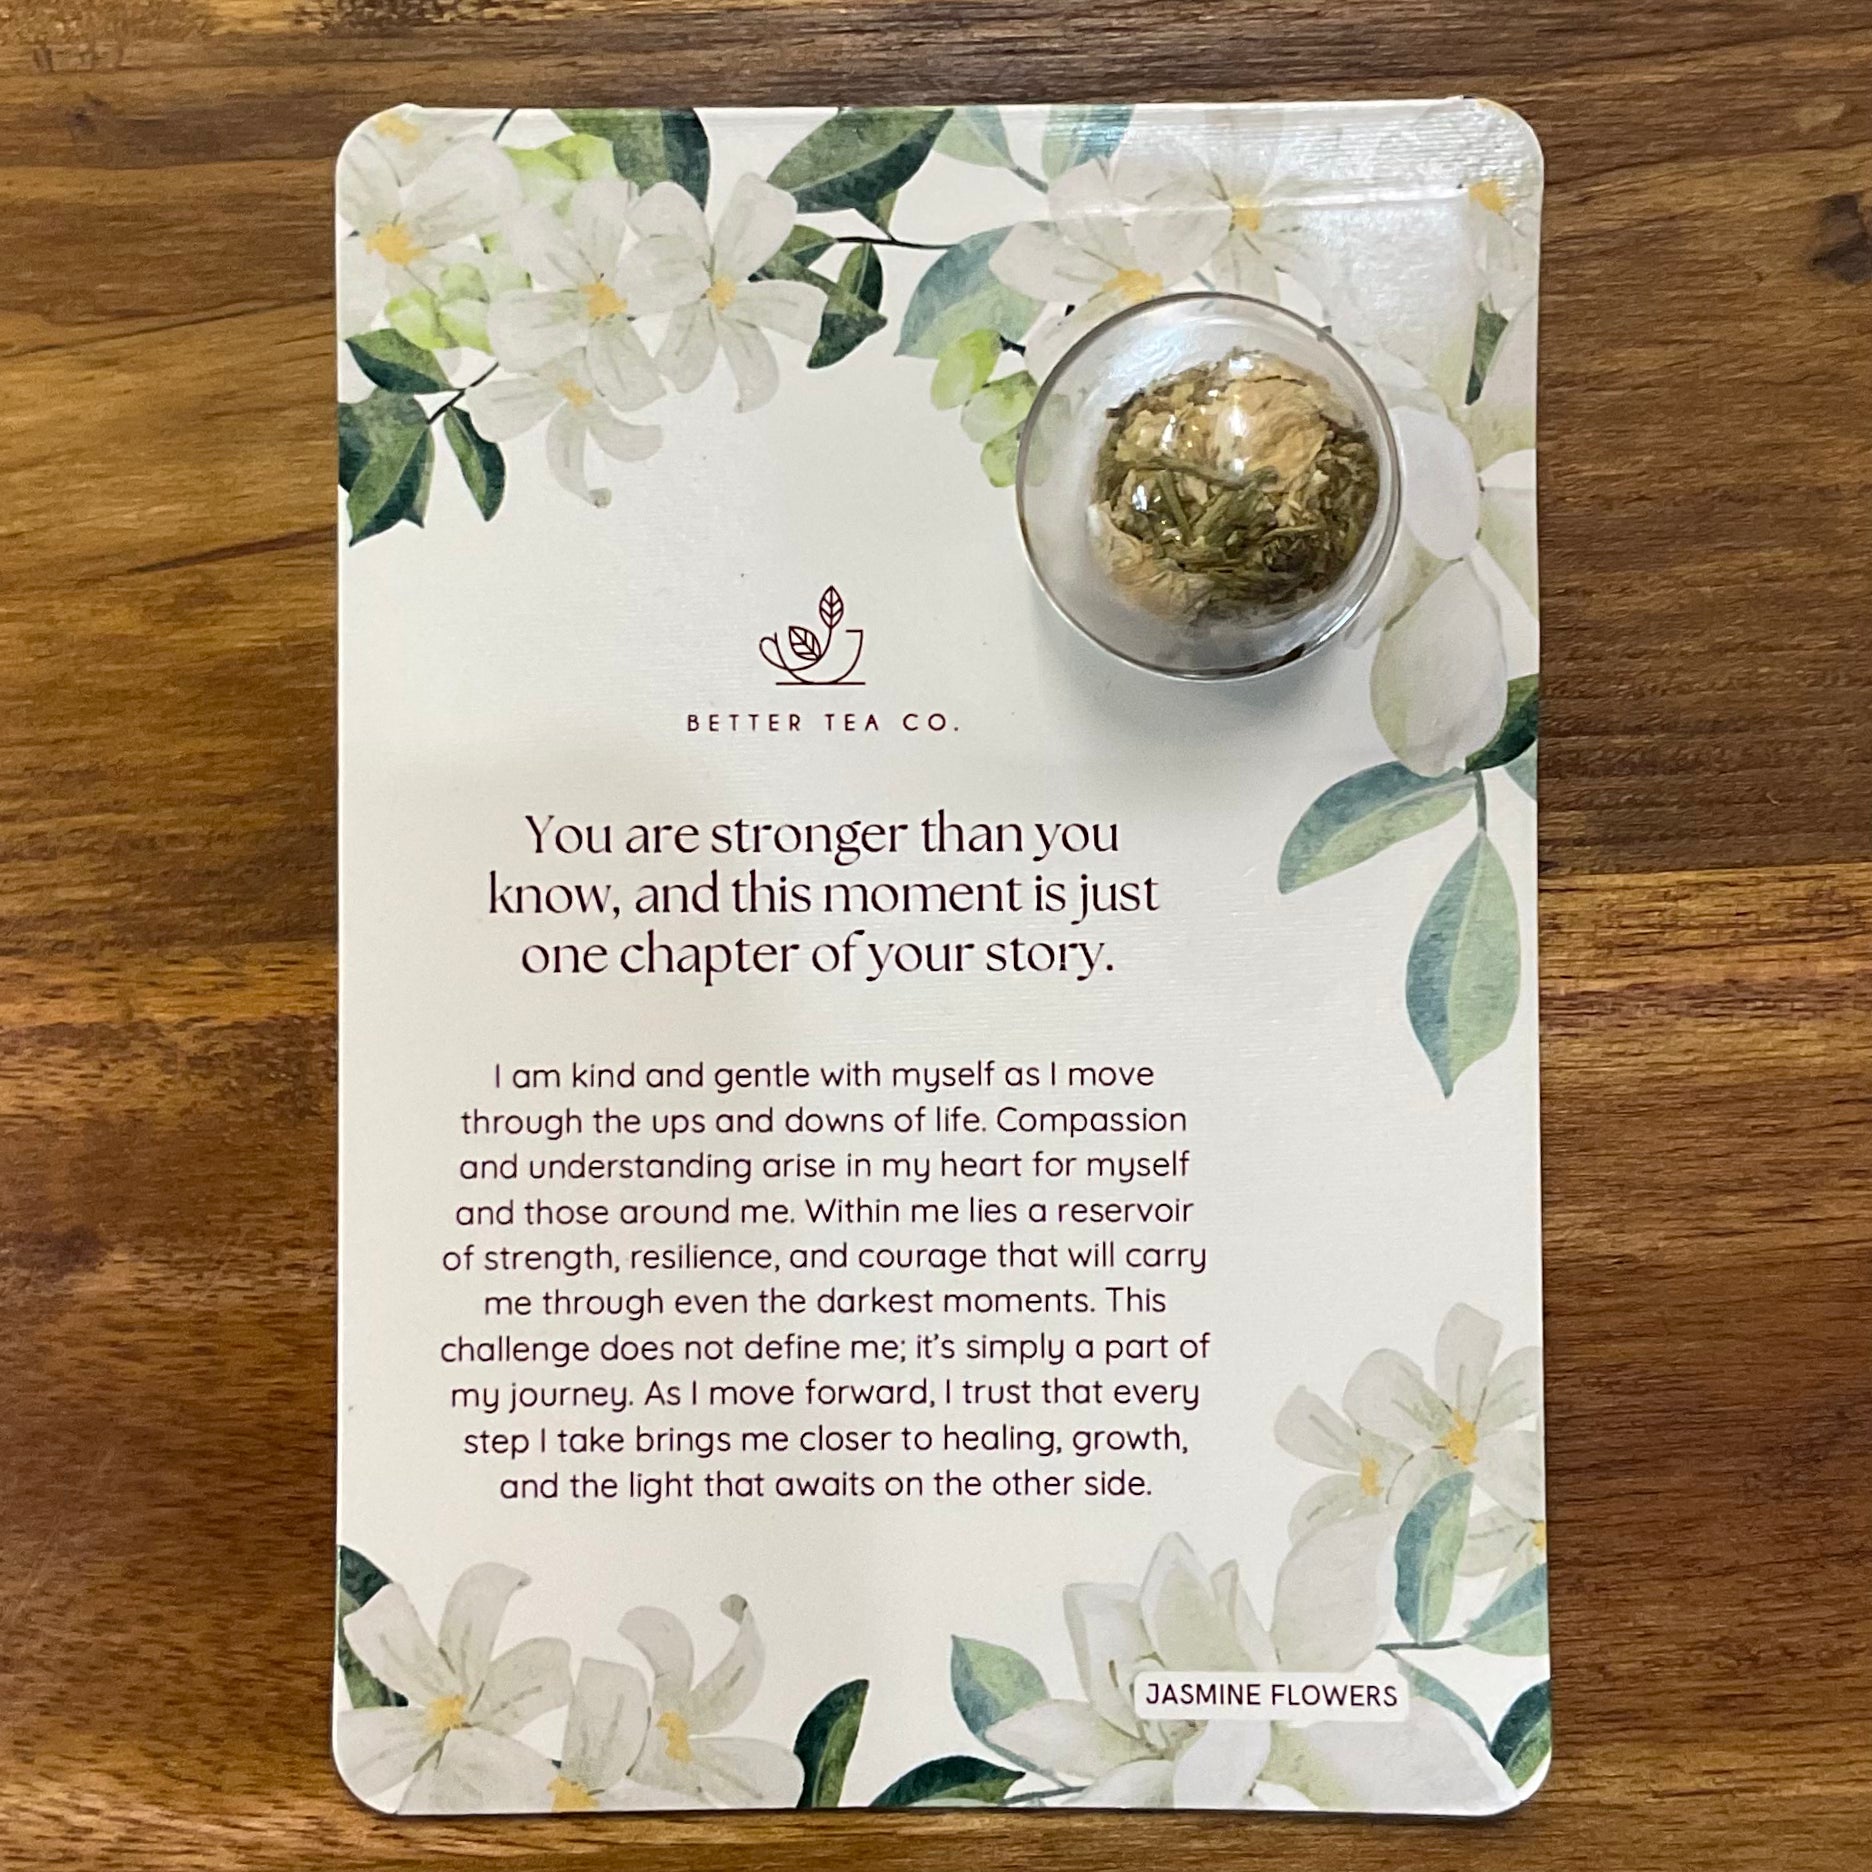 BETTER TEA CO.
You are stronger than you
know, and this moment is just
one chapter of your story.
I am kind and gentle with myself as I move
through the ups and downs of life. Compassion
and understanding arise in my heart for myself
and those around me. Within me lies a reservoir
of strength, resilience, and courage that will carry
me through even the darkest moments. This
challenge does not define me; it’s simply a part of
my journey. As I move forward, I trust that every
step I take brings me closer to healing, growth,
and the light that awaits on the other side.
JASMINE FLOWERS